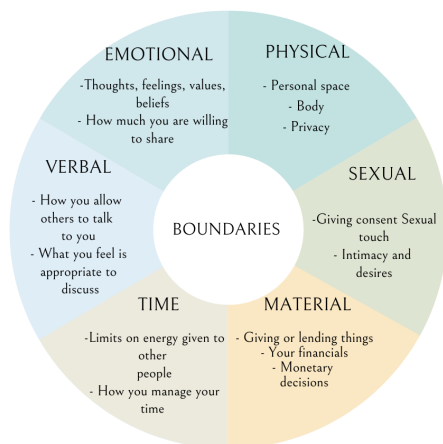 EMOTIONAL
-Thoughts, feelings, values,
beliefs
- How much you are willing
to share
PHYSICAL
- Personal space
- Body
- Privacy
VERBAL
- How you allow
others to talk
to you
- What you feel is
appropriate to
discuss
BOUNDARIES
SEXUAL
-Giving consent Sexual
touch
- Intimacy and
desires
TIME
-Limits on energy given to
other
people
- How you manage your
time
MATERIAL
- Giving or lending things
- Your financials
- Monetary
decisions